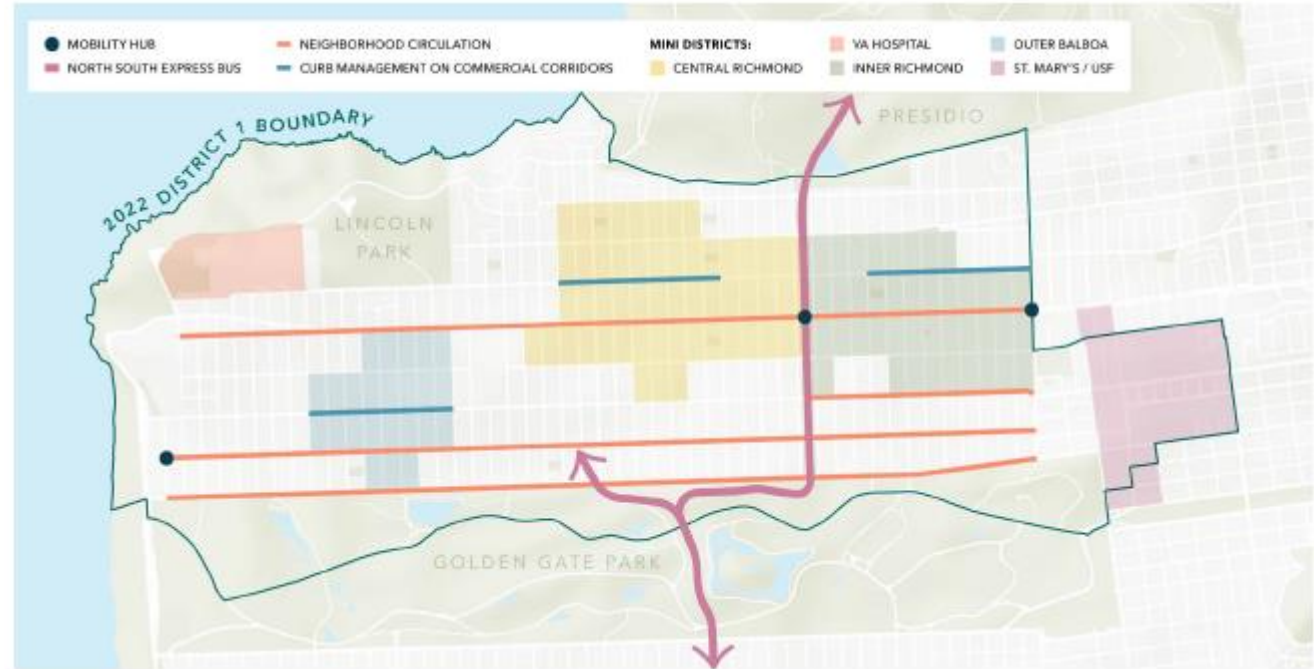 MOBILITY HUB
NORTH SOUTH EXPRESS BUS
NEIGHBORHOOD CIRCULATION
CURB MANAGEMENT ON COMMERCIAL CORRIDORS
MINI DISTRICTS:
CENTRAL RICHMOND
VA HOSPITAL
INNER RICHMOND
OUTER BALBOA
ST. MARY'S / USF
2022 DISTRICT 1 BOUNDARY
PRESIDIO
LINCOLN
PARK
GOLDEN GATE PARK